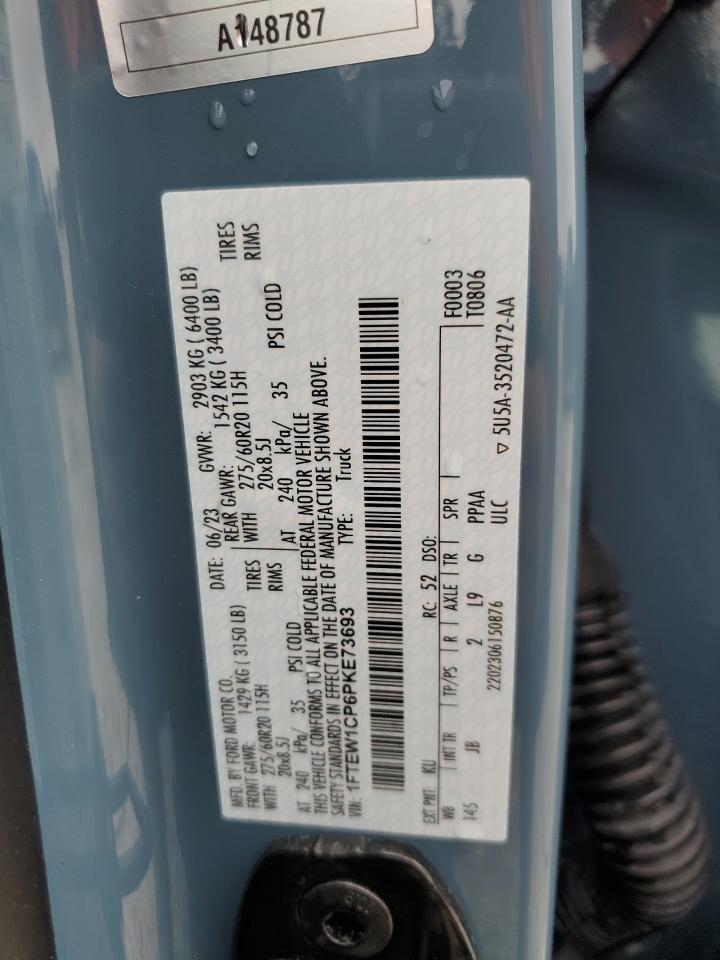 A148787
MFD. BY FORD MOTOR CO.
DATE: 06/23 GVWR: 2903 KG ( 6400 LB)
FRONT GAWR: 1429 KG ( 3150 LB) REAR GAWR: 1542 KG ( 3400 LB)
WITH 275/60R20 115H TIRES WITH 275/60R20 115H TIRES
20x8.5J RIMS 20x8.5J RIMS
AT 240 kPa/ 35 PSI COLD AT 240 kPa/ 35 PSI COLD
THIS VEHICLE CONFORMS TO ALL APPLICABLE FEDERAL MOTOR VEHICLE
SAFETY STANDARDS IN EFFECT ON THE DATE OF MANUFACTURE SHOWN ABOVE.
VIN: 1FTEW1CP6PKE73693 TYPE: Truck
EXT PNT: KU RC: 52 DSO: F0003
WB INT TR TP/PS R AXLE TR SPR T0806
145 JB 2 L9 G PPAA
2202306150876 ULC ▽ 5U5A-3520472-AA